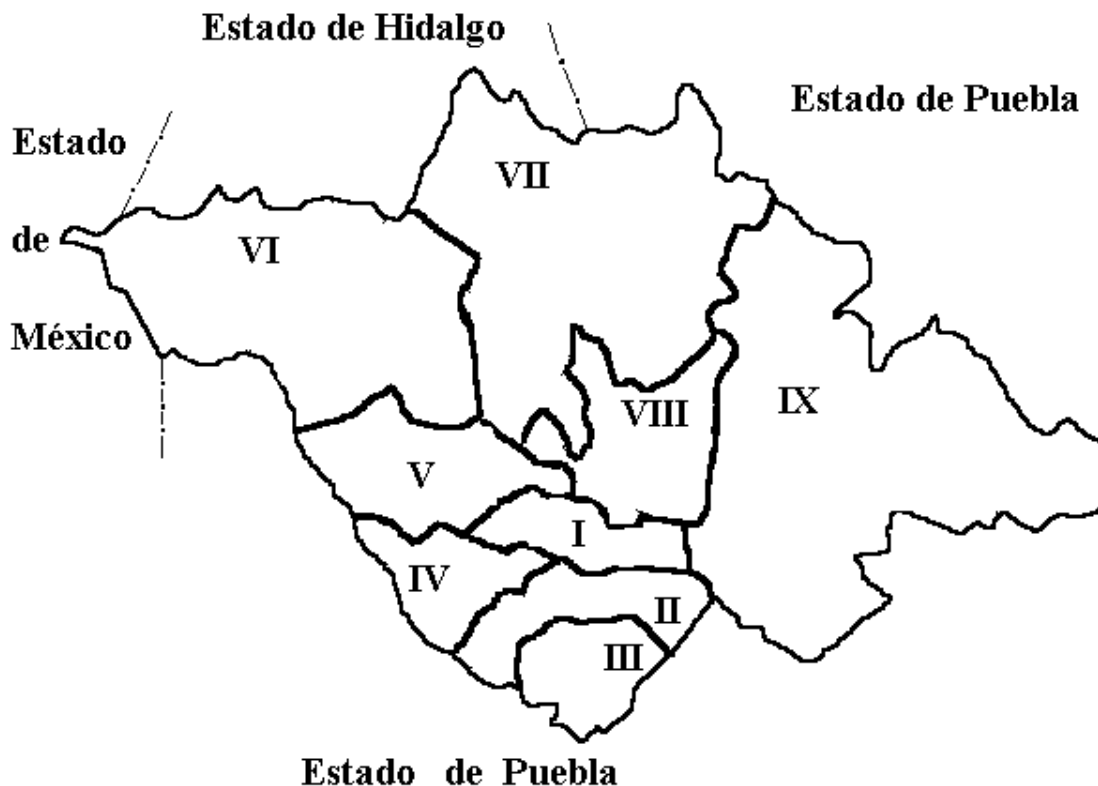 Estado de Hidalgo
Estado de Puebla
Estado
VII
de
VI
México
VIII
IX
V
I
IV
II
III
Estado de Puebla